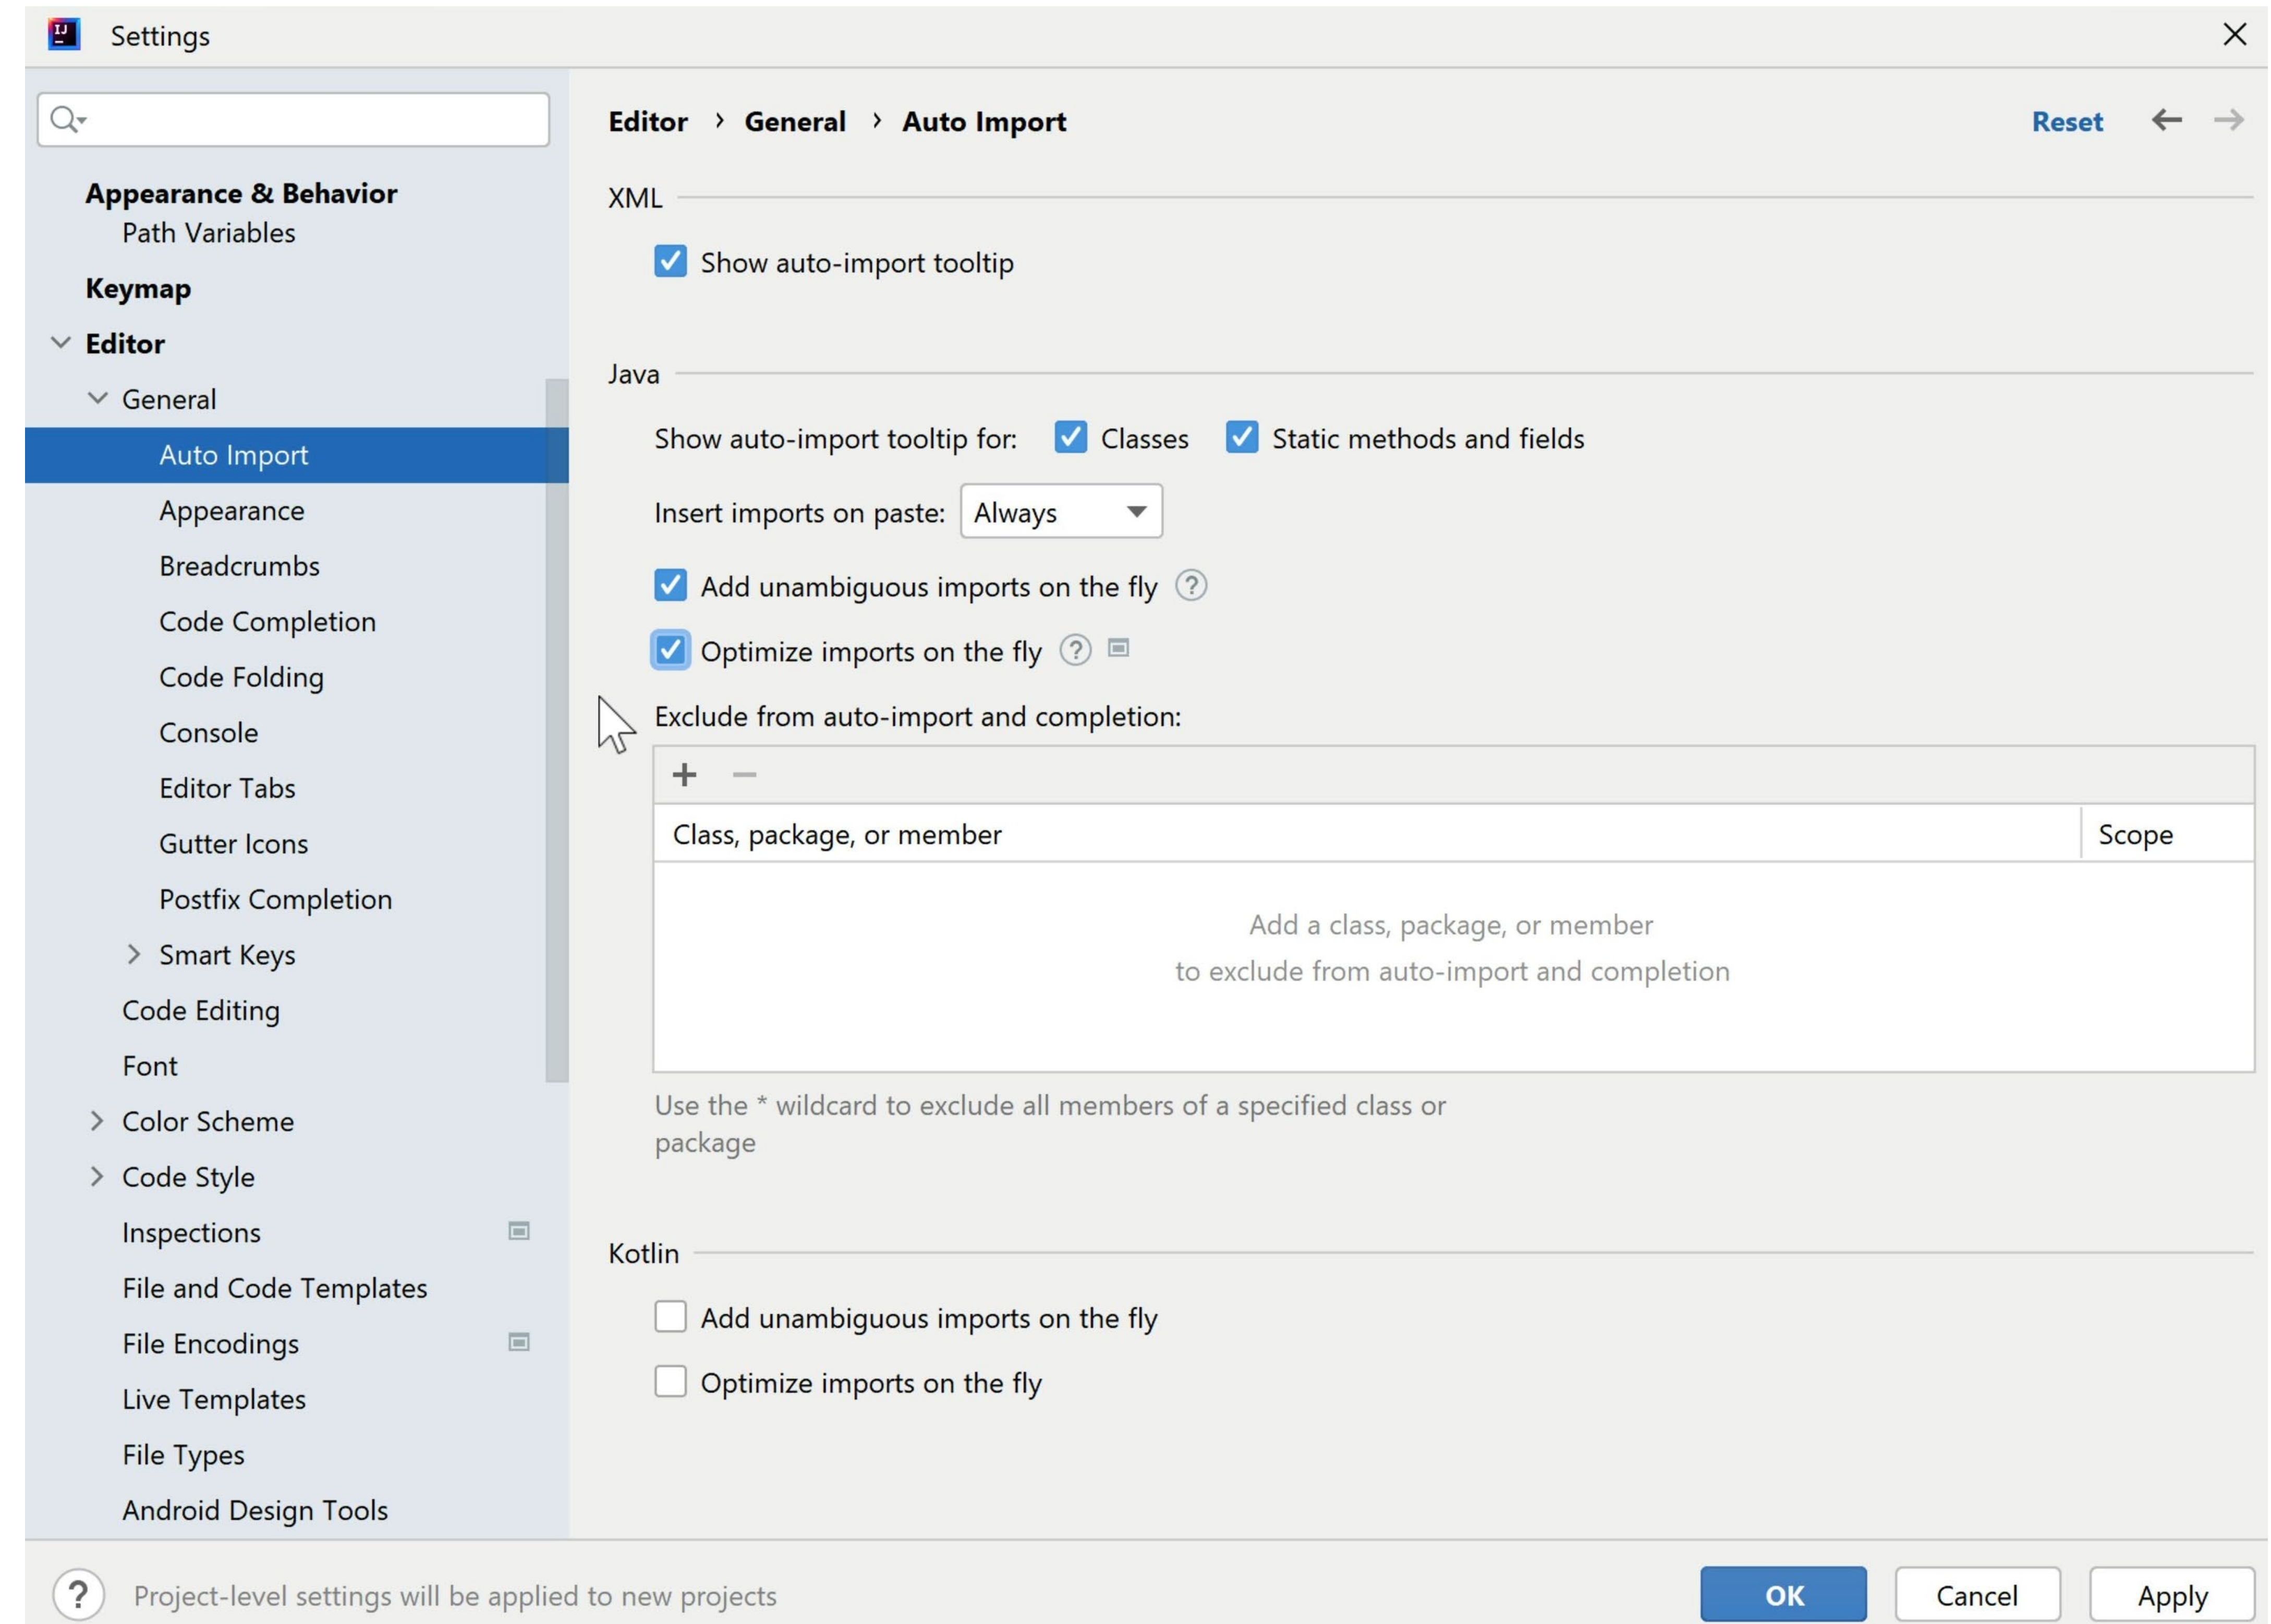 Settings
Editor › General › Auto Import
Reset
Appearance & Behavior
Path Variables
Keymap
Editor
General
Auto Import
Appearance
Breadcrumbs
Code Completion
Code Folding
Console
Editor Tabs
Gutter Icons
Postfix Completion
Smart Keys
Code Editing
Font
Color Scheme
Code Style
Inspections
File and Code Templates
File Encodings
Live Templates
File Types
Android Design Tools
XML
Show auto-import tooltip
Java
Show auto-import tooltip for: Classes Static methods and fields
Insert imports on paste: Always
Add unambiguous imports on the fly ?
Optimize imports on the fly ?
Exclude from auto-import and completion:
+ −
Class, package, or member Scope
Add a class, package, or member
to exclude from auto-import and completion
Use the * wildcard to exclude all members of a specified class or
package
Kotlin
Add unambiguous imports on the fly
Optimize imports on the fly
? Project-level settings will be applied to new projects
OK Cancel Apply